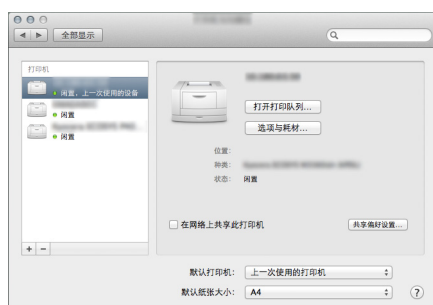 全部显示
打印机
闲置，上一次使用的设备
闲置
闲置
打开打印队列...
选项与耗材...
位置:
种类:
状态: 闲置
在网络上共享此打印机
共享偏好设置...
+ −
默认打印机: 上一次使用的打印机
默认纸张大小: A4
?